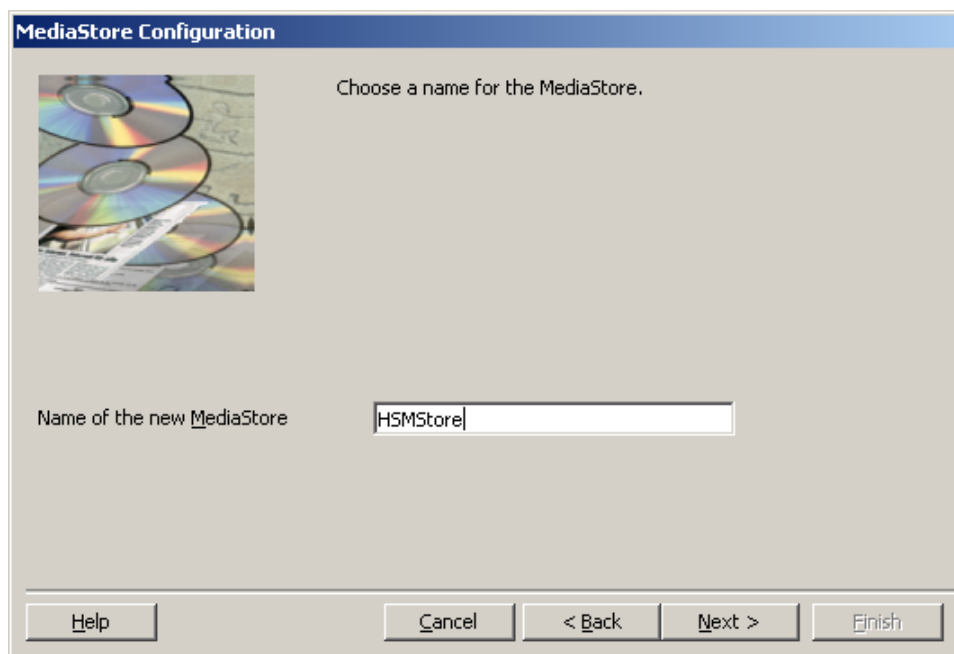 MediaStore Configuration
Choose a name for the MediaStore.
Name of the new MediaStore
HSMStore
Help
Cancel
< Back
Next >
Finish